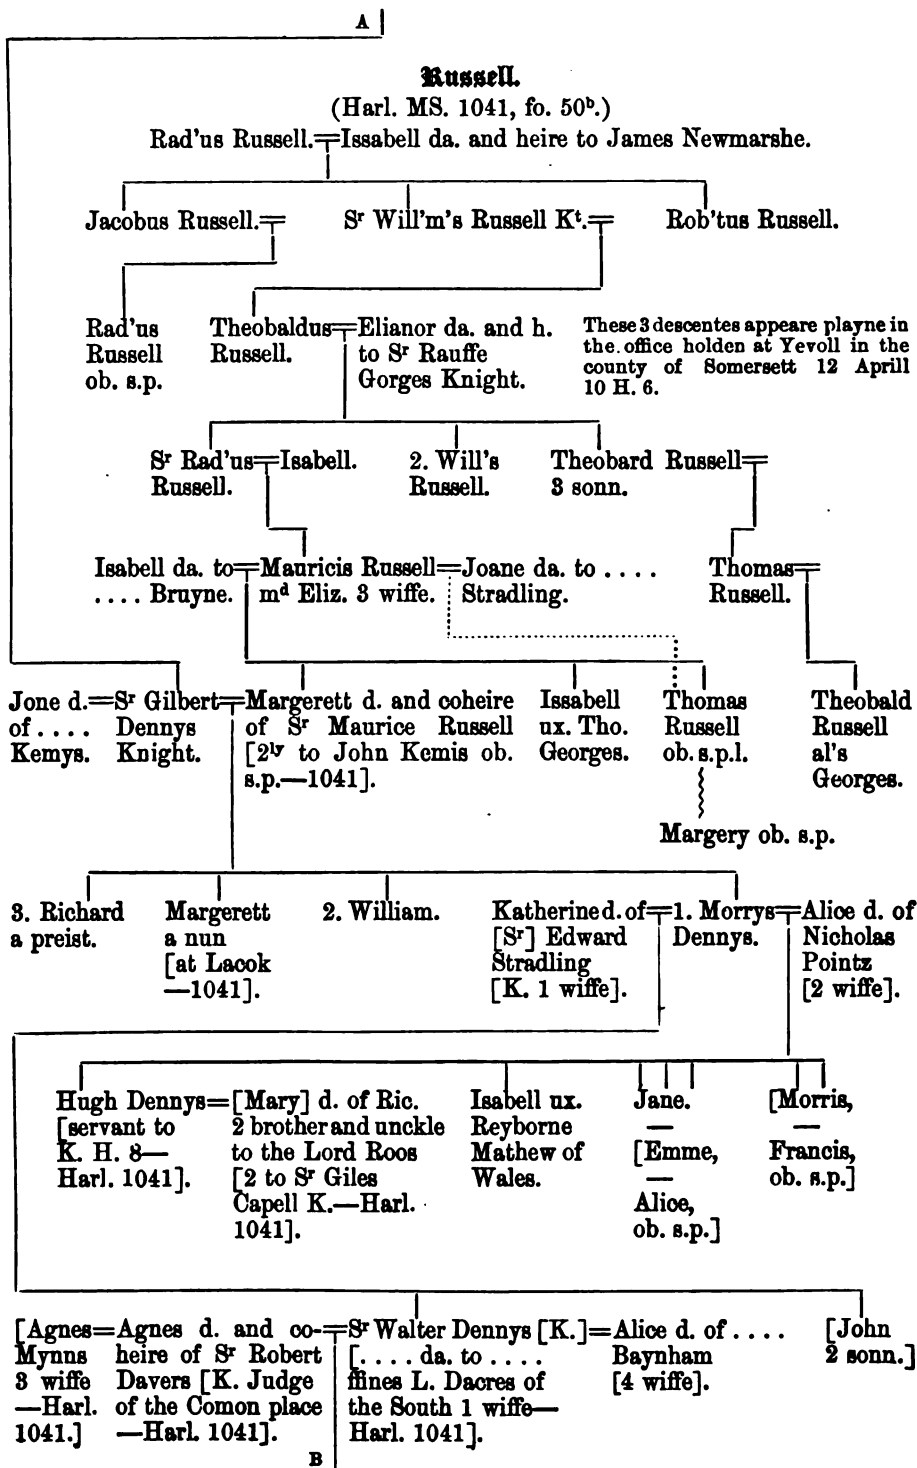 A
Russell.
(Harl. MS. 1041, fo. 50b.)
Rad'us Russell.=Issabell da. and heire to James Newmarshe.
Jacobus Russell.= Sr Will'm's Russell Kt.= Rob'tus Russell.
Rad'us
Russell
ob. s.p.
Theobaldus=Elianor da. and h.
Russell. to Sr Rauffe
Gorges Knight.
These 3 descentes appeare playne in
the office holden at Yevoll in the
county of Somersett 12 Aprill
10 H. 6.
Sr Rad'us=Isabell.
Russell.
2. Will's
Russell.
Theobard Russell=
3 sonn.
Isabell da. to=Mauricis Russell=Joane da. to . . . .
. . . . Bruyne. md Eliz. 3 wiffe. Stradling.
Thomas=
Russell.
Jone d.=Sr Gilbert=Margerett d. and coheire
of . . . . Dennys of Sr Maurice Russell
Kemys. Knight. [2ly to John Kemis ob.
s.p.—1041].
Issabell
ux. Tho.
Georges.
Thomas
Russell
ob. s.p.l.
Margery ob. s.p.
Theobald
Russell
al's
Georges.
3. Richard
a preist.
Margerett
a nun
[at Lacok
—1041].
2. William.
Katherine d. of=1. Morrys=Alice d. of
[Sr] Edward Dennys. Nicholas
Stradling Pointz
[K. 1 wiffe]. [2 wiffe].
Hugh Dennys=[Mary] d. of Ric.
[servant to 2 brother and unckle
K. H. 8— to the Lord Roos
Harl. 1041]. [2 to Sr Giles
Capell K.—Harl.
1041].
Isabell ux.
Reyborne
Mathew of
Wales.
Jane.
—
[Emme,
—
Alice,
ob. s.p.]
[Morris,
—
Francis,
ob. s.p.]
[Agnes=Agnes d. and co-=Sr Walter Dennys [K.]=Alice d. of . . . .
Mynns heire of Sr Robert [. . . . da. to . . . . Baynham
3 wiffe Davers [K. Judge ffines L. Dacres of [4 wiffe].
—Harl. of the Comon place the South 1 wiffe—
1041.] —Harl. 1041]. Harl. 1041].
[John
2 sonn.]
B